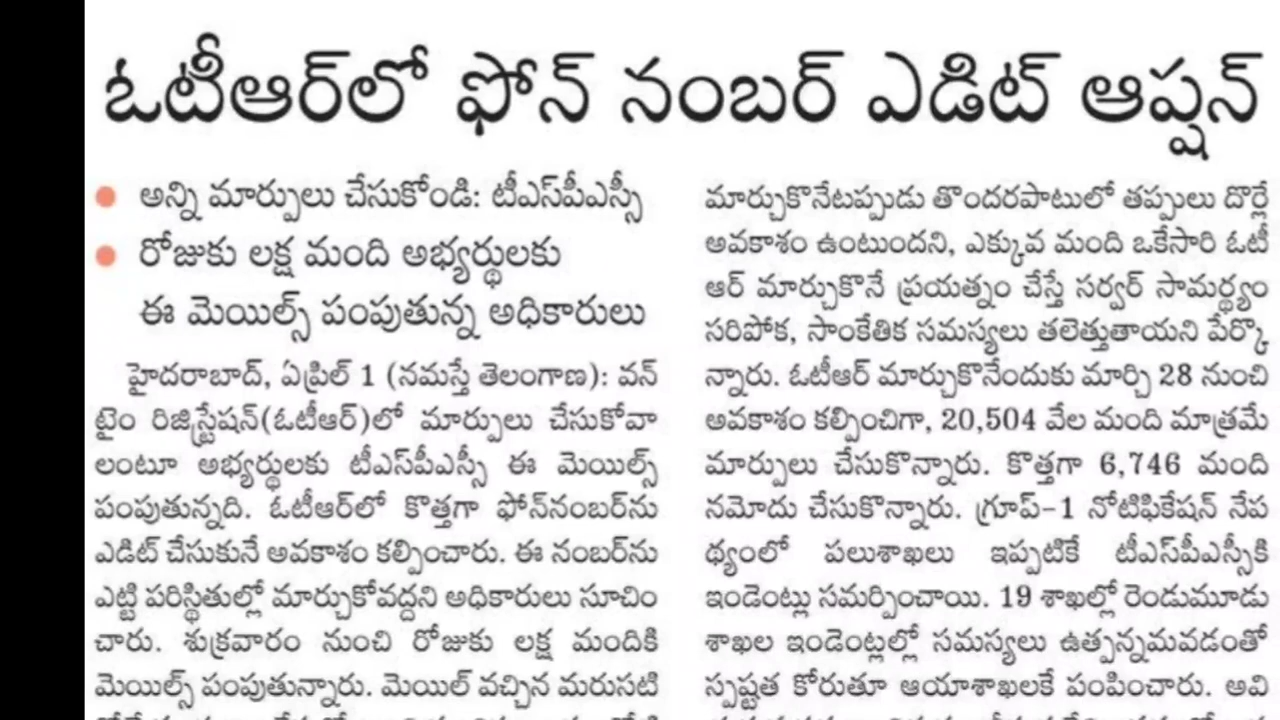 ఓటీఆర్‌లో ఫోన్ నంబర్ ఎడిట్ ఆప్షన్
అన్ని మార్పులు చేసుకోండి: టీఎస్‌పీఎస్సీ
రోజుకు లక్ష మంది అభ్యర్థులకు
ఈ మెయిల్స్ పంపుతున్న అధికారులు
హైదరాబాద్, ఏప్రిల్ 1 (నమస్తే తెలంగాణ): వన్
టైం రిజిస్ట్రేషన్(ఓటీఆర్)లో మార్పులు చేసుకోవా
లంటూ అభ్యర్థులకు టీఎస్‌పీఎస్సీ ఈ మెయిల్స్
పంపుతున్నది. ఓటీఆర్‌లో కొత్తగా ఫోన్‌నంబర్‌ను
ఎడిట్ చేసుకునే అవకాశం కల్పించారు. ఈ నంబర్‌ను
ఎట్టి పరిస్థితుల్లో మార్చుకోవద్దని అధికారులు సూచిం
చారు. శుక్రవారం నుంచి రోజుకు లక్ష మందికి
మెయిల్స్ పంపుతున్నారు. మెయిల్ వచ్చిన మరుసటి
మార్చుకొనేటప్పుడు తొందరపాటులో తప్పులు దొర్లే
అవకాశం ఉంటుందని, ఎక్కువ మంది ఒకేసారి ఓటీ
ఆర్ మార్చుకొనే ప్రయత్నం చేస్తే సర్వర్ సామర్థ్యం
సరిపోక, సాంకేతిక సమస్యలు తలెత్తుతాయని పేర్కొ
న్నారు. ఓటీఆర్ మార్చుకొనేందుకు మార్చి 28 నుంచి
అవకాశం కల్పించిగా, 20,504 వేల మంది మాత్రమే
మార్పులు చేసుకొన్నారు. కొత్తగా 6,746 మంది
నమోదు చేసుకొన్నారు. గ్రూప్-1 నోటిఫికేషన్ నేప
థ్యంలో పలుశాఖలు ఇప్పటికే టీఎస్‌పీఎస్సీకి
ఇండెంట్లు సమర్పించాయి. 19 శాఖల్లో రెండుమూడు
శాఖల ఇండెంట్లల్లో సమస్యలు ఉత్పన్నమవడంతో
స్పష్టత కోరుతూ ఆయాశాఖలకే పంపించారు. అవి